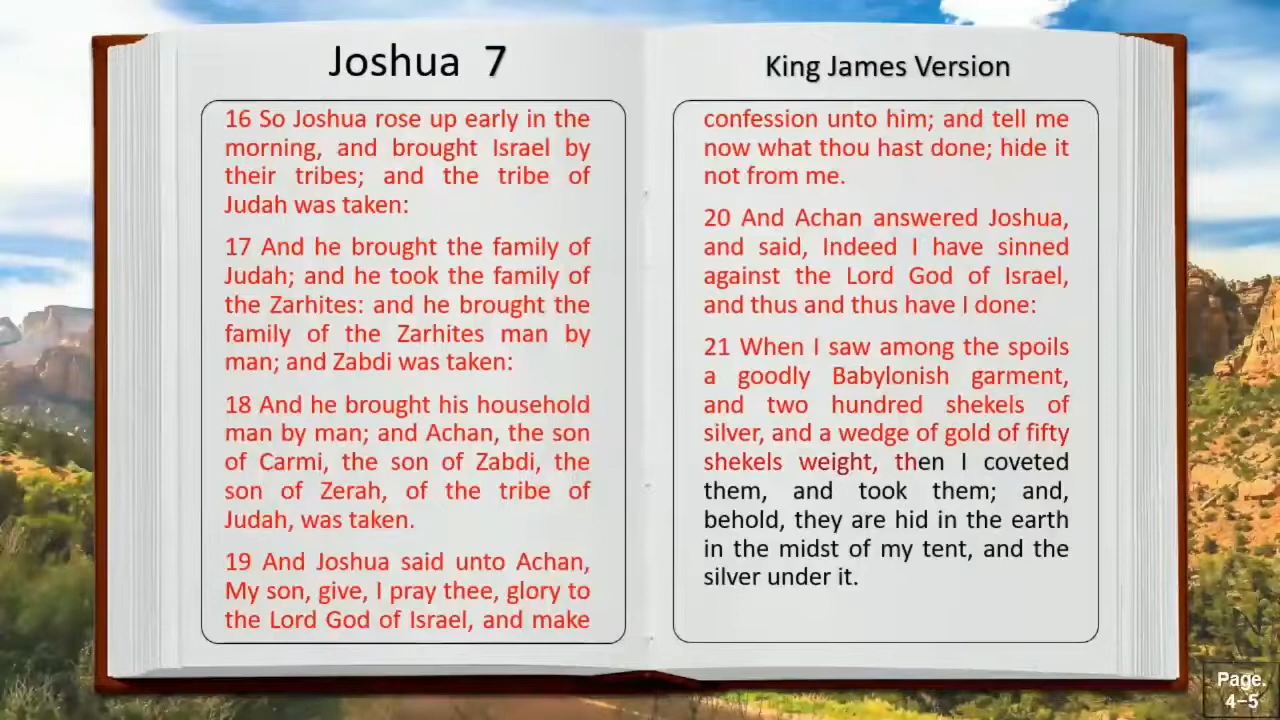 Joshua 7
16 So Joshua rose up early in the
morning, and brought Israel by
their tribes; and the tribe of
Judah was taken:
17 And he brought the family of
Judah; and he took the family of
the Zarhites: and he brought the
family of the Zarhites man by
man; and Zabdi was taken:
18 And he brought his household
man by man; and Achan, the son
of Carmi, the son of Zabdi, the
son of Zerah, of the tribe of
Judah, was taken.
19 And Joshua said unto Achan,
My son, give, I pray thee, glory to
the Lord God of Israel, and make
King James Version
confession unto him; and tell me
now what thou hast done; hide it
not from me.
20 And Achan answered Joshua,
and said, Indeed I have sinned
against the Lord God of Israel,
and thus and thus have I done:
21 When I saw among the spoils
a goodly Babylonish garment,
and two hundred shekels of
silver, and a wedge of gold of fifty
shekels weight, then I coveted
them, and took them; and,
behold, they are hid in the earth
in the midst of my tent, and the
silver under it.
Page.
4-5